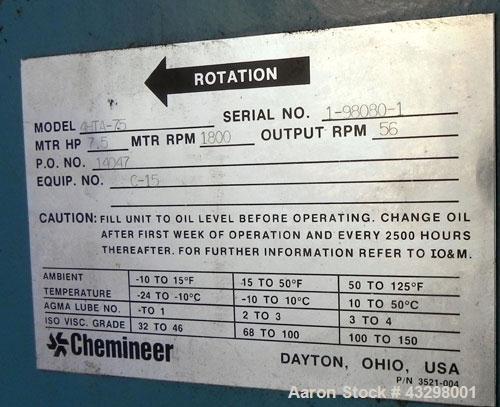 ROTATION
MODEL 4HTA-7.5 SERIAL NO. 1-98080-1
MTR HP 7.5 MTR RPM 1800 OUTPUT RPM 56
P.O. NO. 14047
EQUIP. NO. C-15
CAUTION: FILL UNIT TO OIL LEVEL BEFORE OPERATING. CHANGE OIL
AFTER FIRST WEEK OF OPERATION AND EVERY 2500 HOURS
THEREAFTER. FOR FURTHER INFORMATION REFER TO IO&M.
AMBIENT -10 TO 15°F 15 TO 50°F 50 TO 125°F
TEMPERATURE -24 TO -10°C -10 TO 10°C 10 TO 50°C
AGMA LUBE NO. -TO 1 2 TO 3 3 TO 4
ISO VISC. GRADE 32 TO 46 68 TO 100 100 TO 150
Chemineer
DAYTON, OHIO, USA
P/N 3521-004
Aaron Stock # 43298001